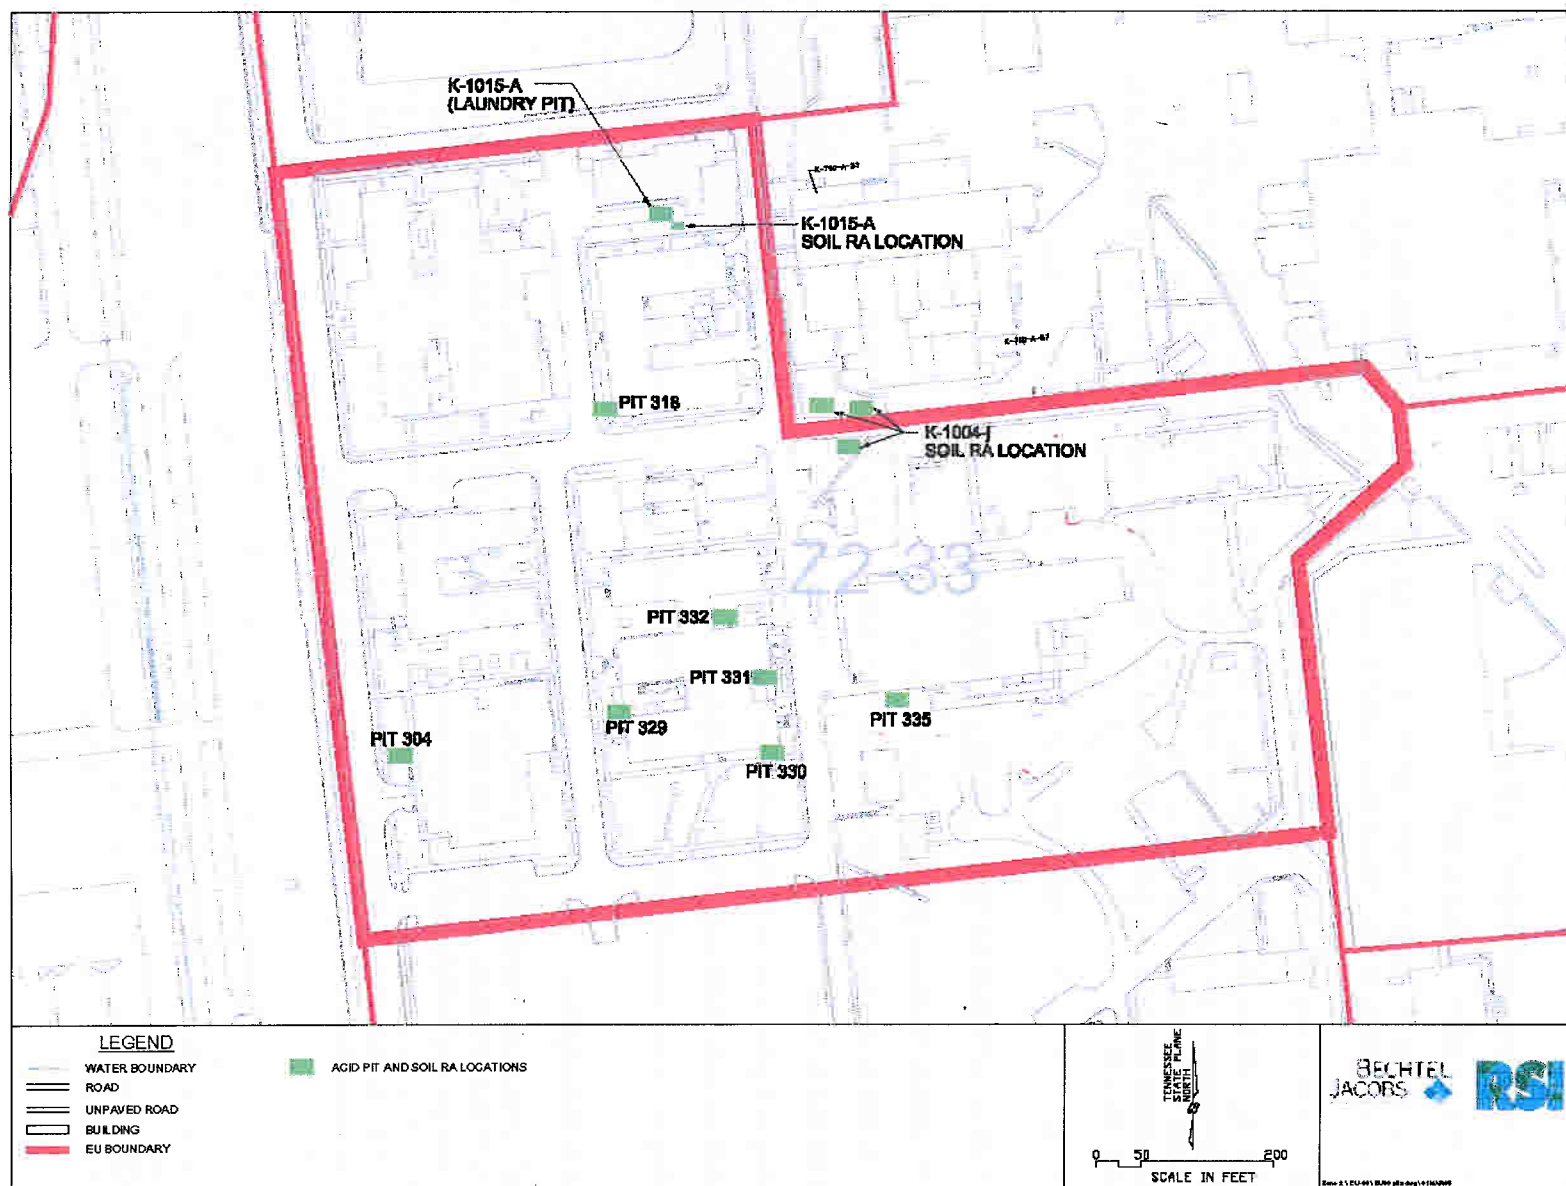 K-1015-A
(LAUNDRY PIT)
K-1015-A
SOIL RA LOCATION
PIT 318
K-1004-J
SOIL RA LOCATION
Z2-33
PIT 332
PIT 331
PIT 329
PIT 335
PIT 304
PIT 330
LEGEND
WATER BOUNDARY
ROAD
UNPAVED ROAD
BUILDING
EU BOUNDARY
ACID PIT AND SOIL RA LOCATIONS
TENNESSEE
STATE PLANE
NORTH
0 50 200
SCALE IN FEET
BECHTEL
JACOBS
RSI